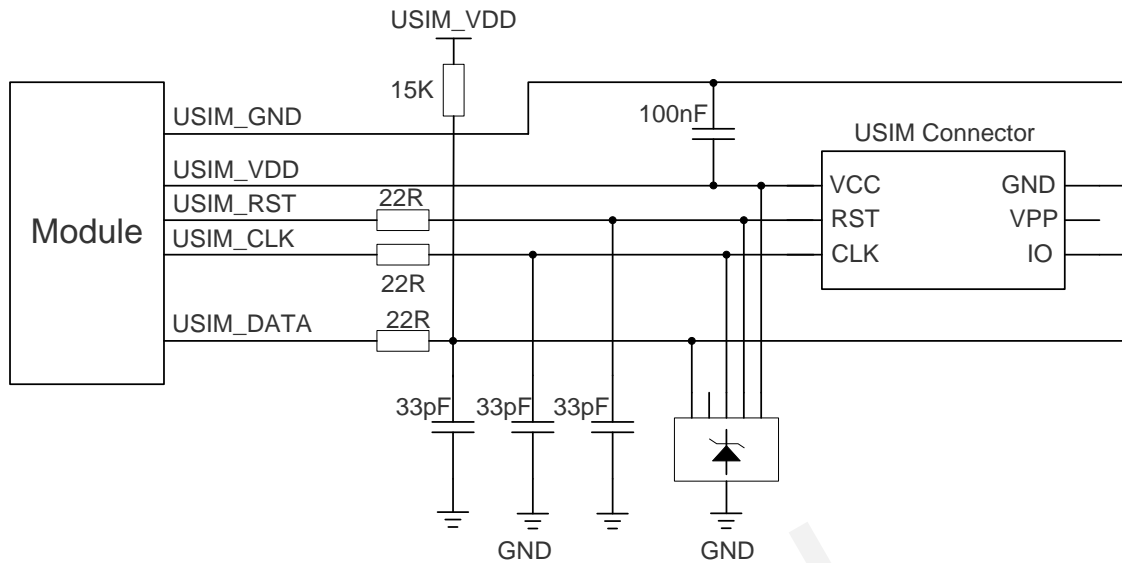 USIM_VDD
15K
USIM_GND
100nF
USIM Connector
USIM_VDD
VCC
GND
USIM_RST
22R
RST
VPP
Module
USIM_CLK
CLK
IO
22R
USIM_DATA
22R
33pF
33pF
33pF
GND
GND